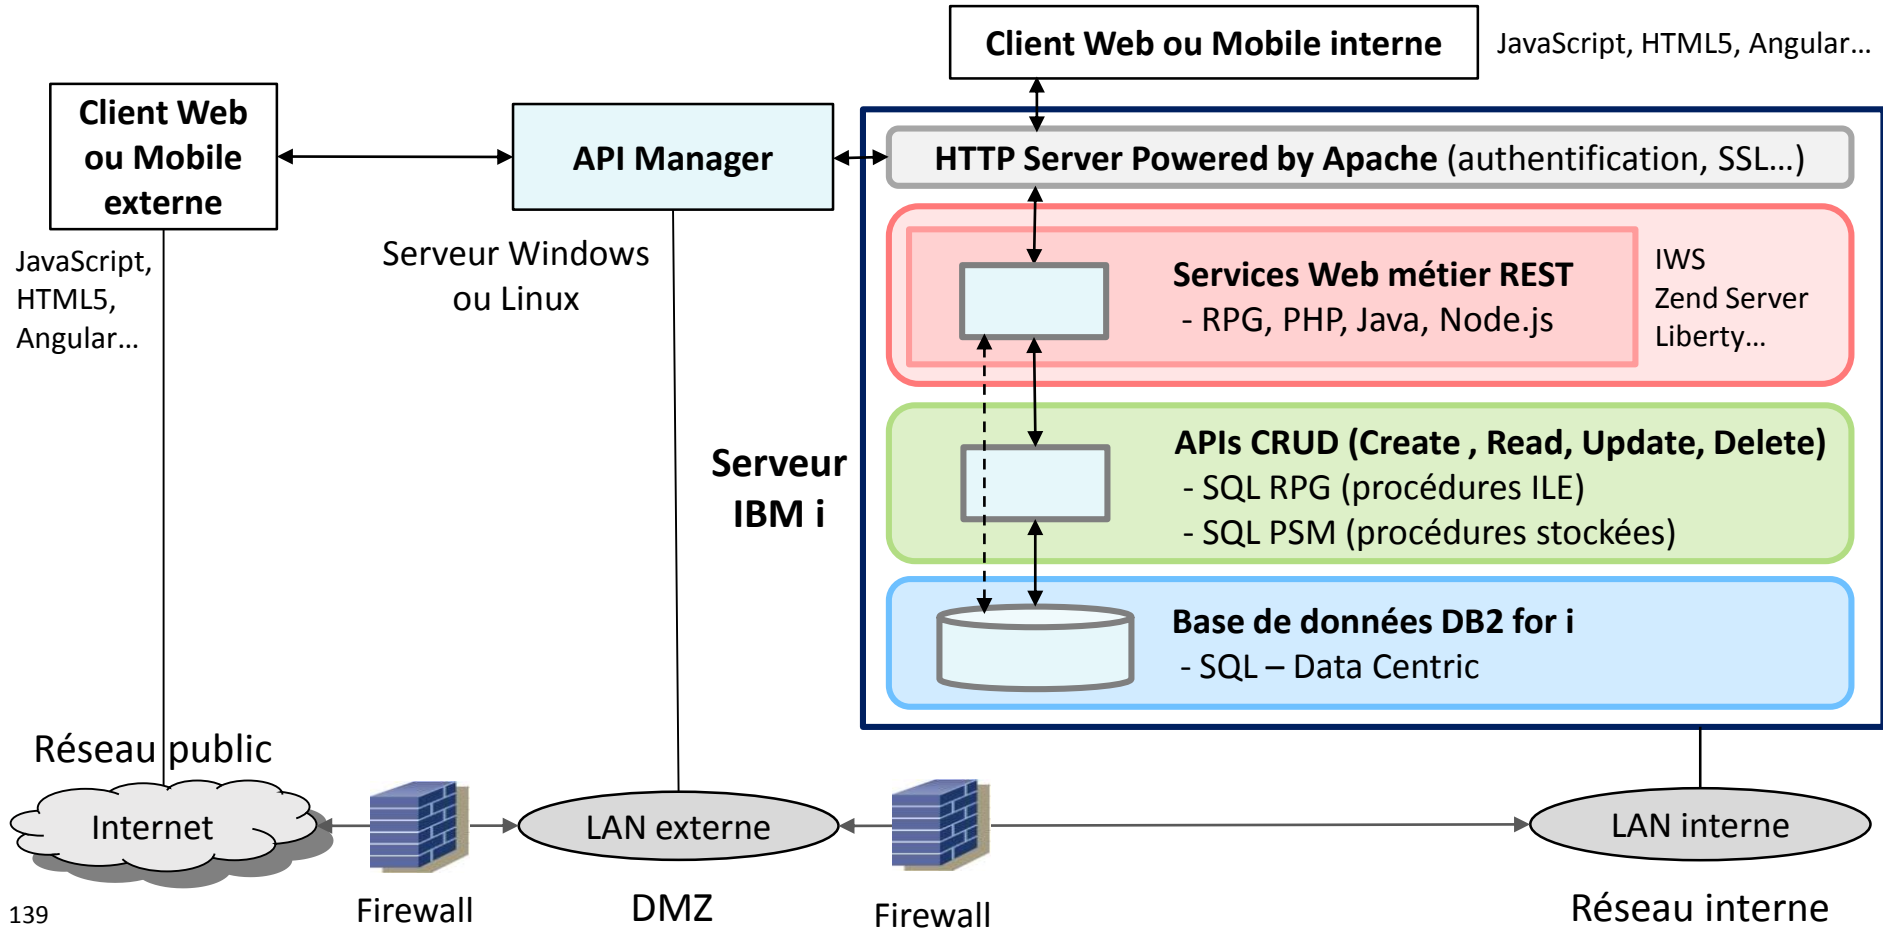 Client Web ou Mobile interne
JavaScript, HTML5, Angular…
Client Web
ou Mobile
externe
API Manager
HTTP Server Powered by Apache (authentification, SSL…)
JavaScript,
HTML5,
Angular…
Serveur Windows
ou Linux
Services Web métier REST
- RPG, PHP, Java, Node.js
IWS
Zend Server
Liberty…
Serveur
IBM i
APIs CRUD (Create , Read, Update, Delete)
- SQL RPG (procédures ILE)
- SQL PSM (procédures stockées)
Base de données DB2 for i
- SQL – Data Centric
Réseau public
Internet
LAN externe
LAN interne
Firewall
DMZ
Firewall
Réseau interne
139